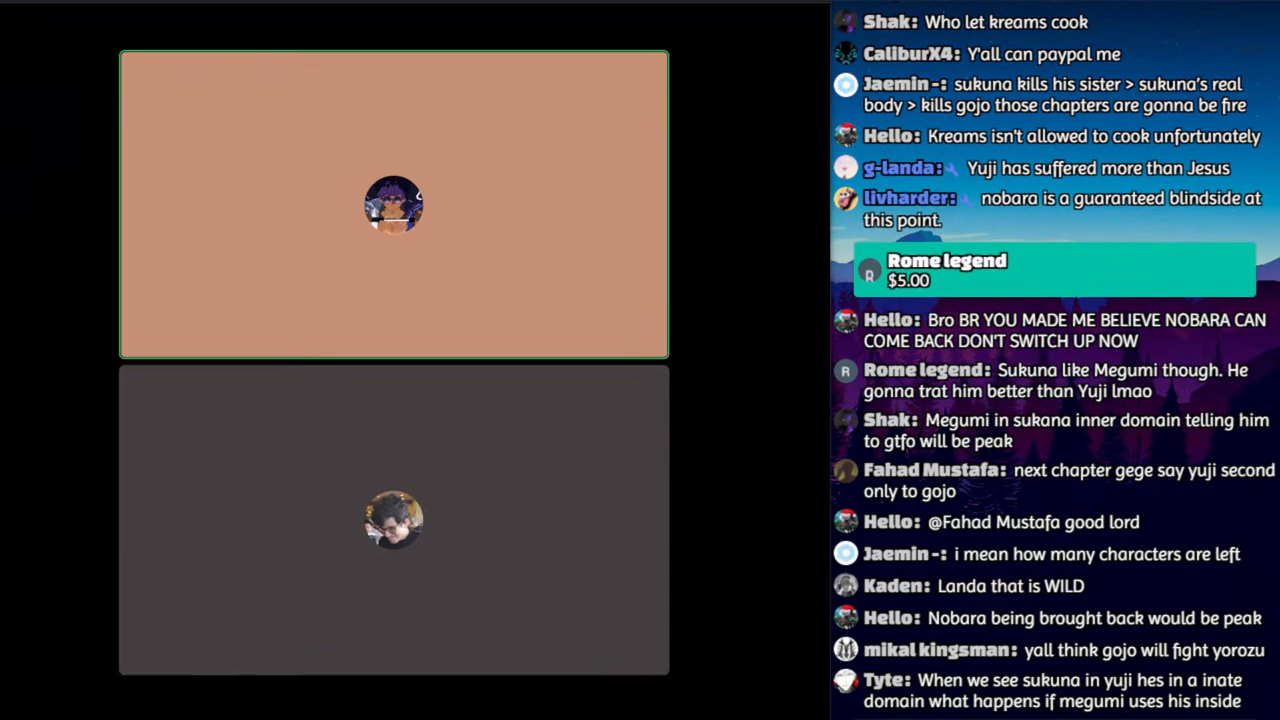 Shak: Who let kreams cook
CaliburX4: Y'all can paypal me
Jaemin -: sukuna kills his sister > sukuna's real
body > kills gojo those chapters are gonna be fire
Hello: Kreams isn't allowed to cook unfortunately
g-landa: Yuji has suffered more than Jesus
livharder: nobara is a guaranteed blindside at
this point.
R Rome legend
$5.00
Hello: Bro BR YOU MADE ME BELIEVE NOBARA CAN
COME BACK DON'T SWITCH UP NOW
R Rome legend: Sukuna like Megumi though. He
gonna trat him better than Yuji lmao
Shak: Megumi in sukana inner domain telling him
to gtfo will be peak
Fahad Mustafa: next chapter gege say yuji second
only to gojo
Hello: @Fahad Mustafa good lord
Jaemin -: i mean how many characters are left
Kaden: Landa that is WILD
Hello: Nobara being brought back would be peak
mikal kingsman: yall think gojo will fight yorozu
Tyte: When we see sukuna in yuji hes in a inate
domain what happens if megumi uses his inside